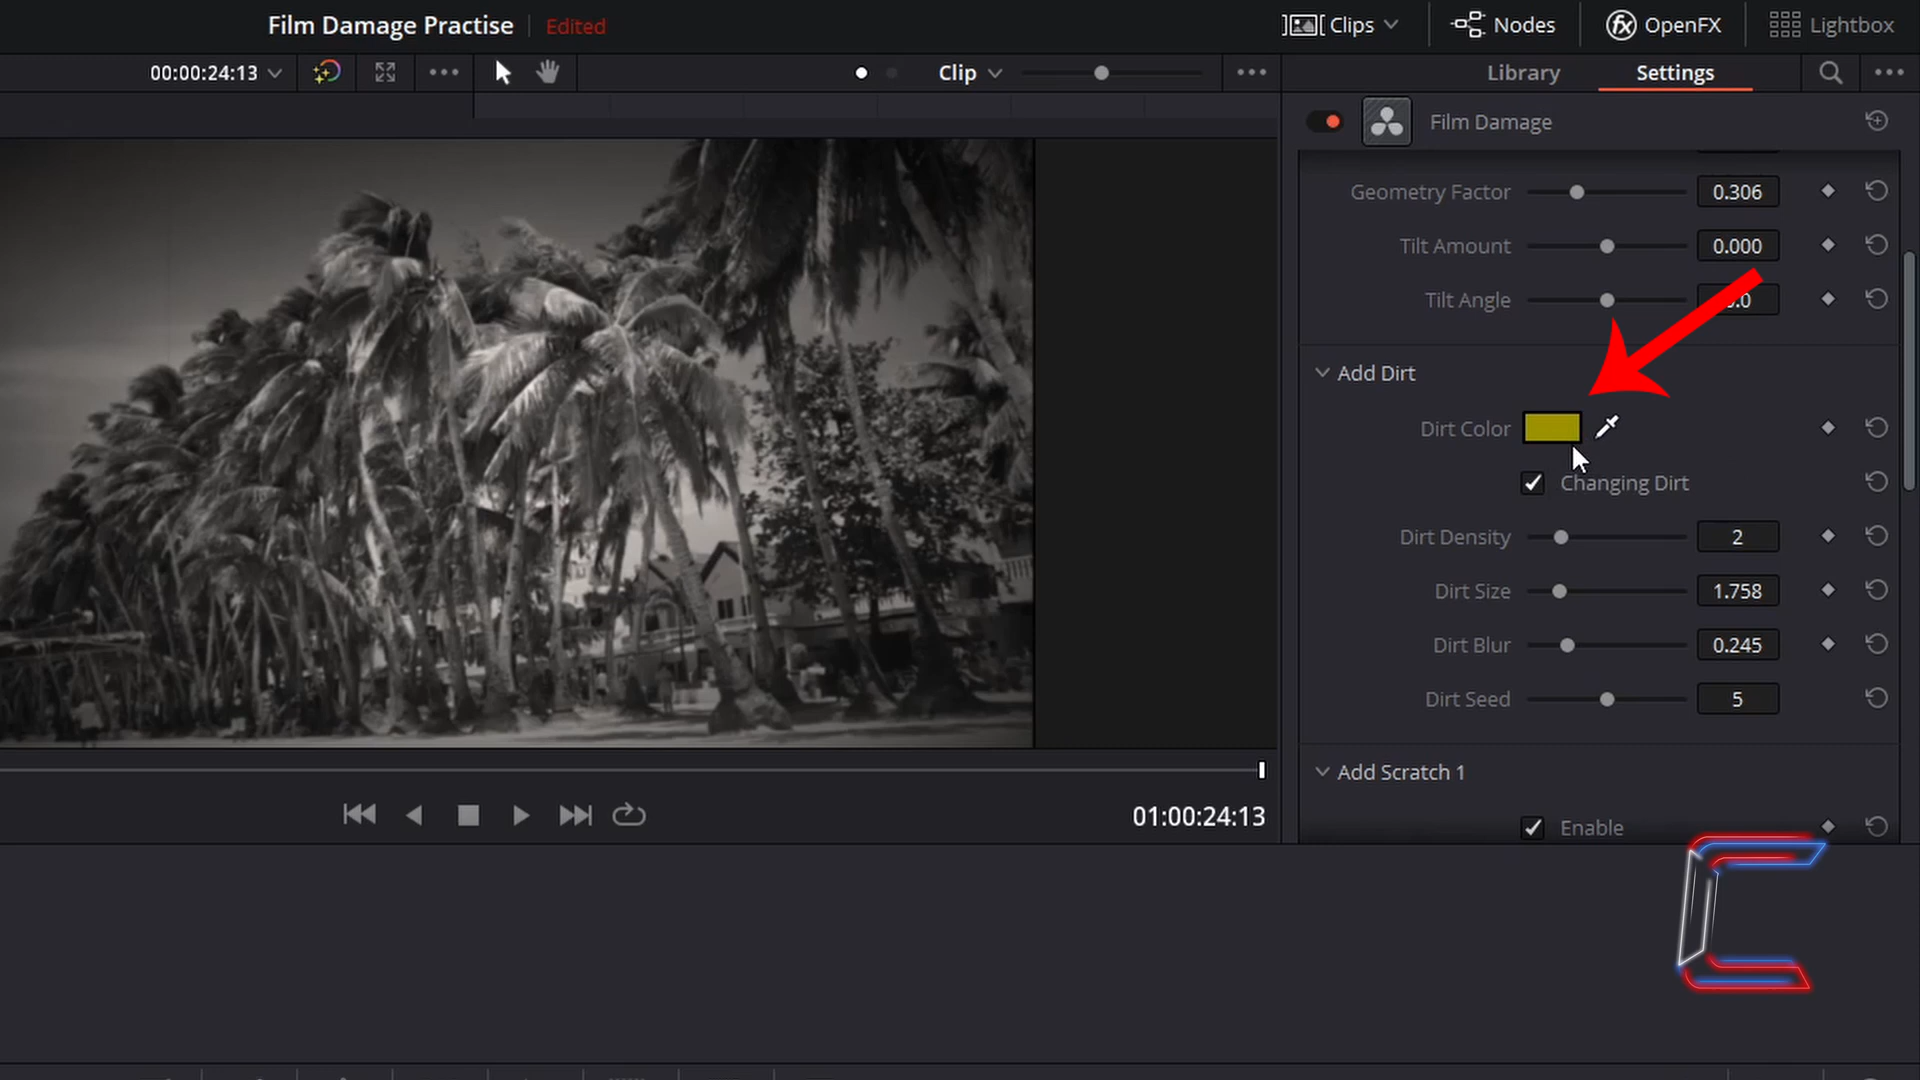 Film Damage Practise Edited Clips Nodes OpenFX Lightbox
00:00:24:13 Clip Library Settings
Film Damage
Geometry Factor 0.306
Tilt Amount 0.000
Tilt Angle
Add Dirt
Dirt Color
Changing Dirt
Dirt Density 2
Dirt Size 1.758
Dirt Blur 0.245
Dirt Seed 5
Add Scratch 1
01:00:24:13
Enable